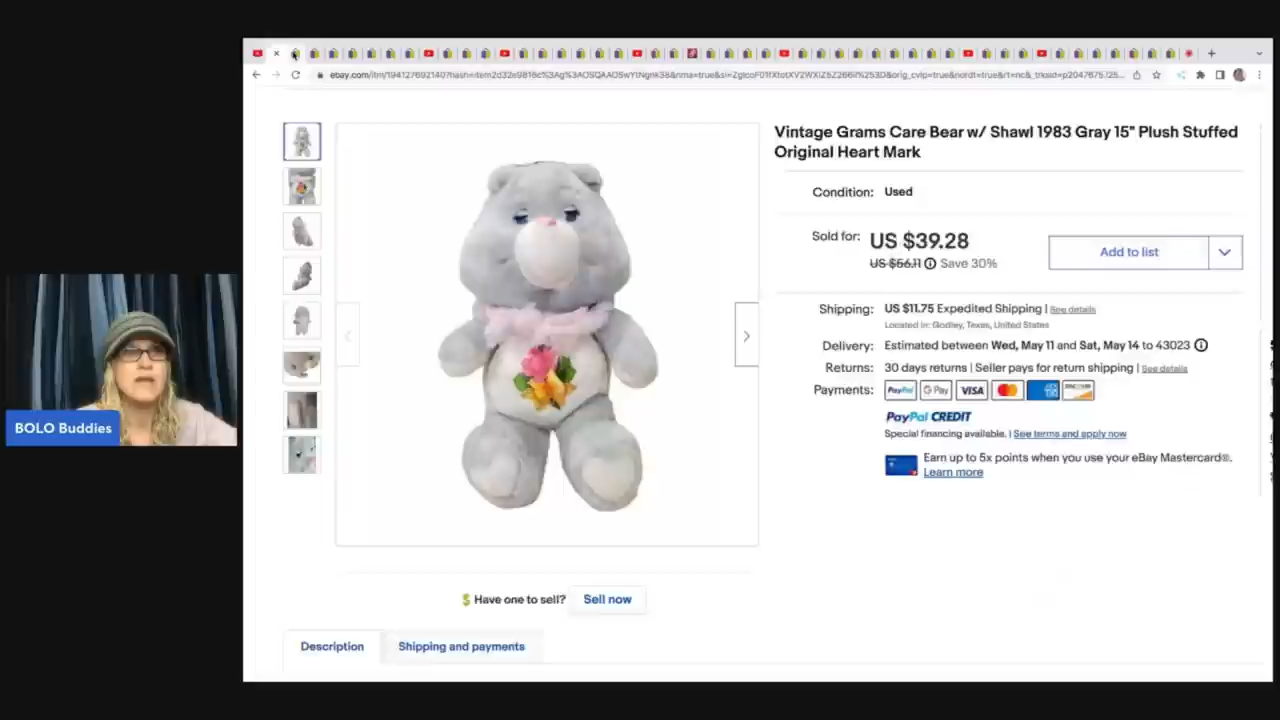 Vintage Grams Care Bear w/ Shawl 1983 Gray 15" Plush Stuffed
Original Heart Mark
Condition: Used
Sold for: US $39.28
US $56.11 Save 30%
Add to list
Shipping: US $11.75 Expedited Shipping | See details
Located in: Godley, Texas, United States
Delivery: Estimated between Wed, May 11 and Sat, May 14 to 43023
Returns: 30 days returns | Seller pays for return shipping | See details
Payments: PayPal G Pay VISA
PayPal CREDIT
Special financing available. | See terms and apply now
Earn up to 5x points when you use your eBay Mastercard®.
Learn more
BOLO Buddies
Have one to sell? Sell now
Description Shipping and payments